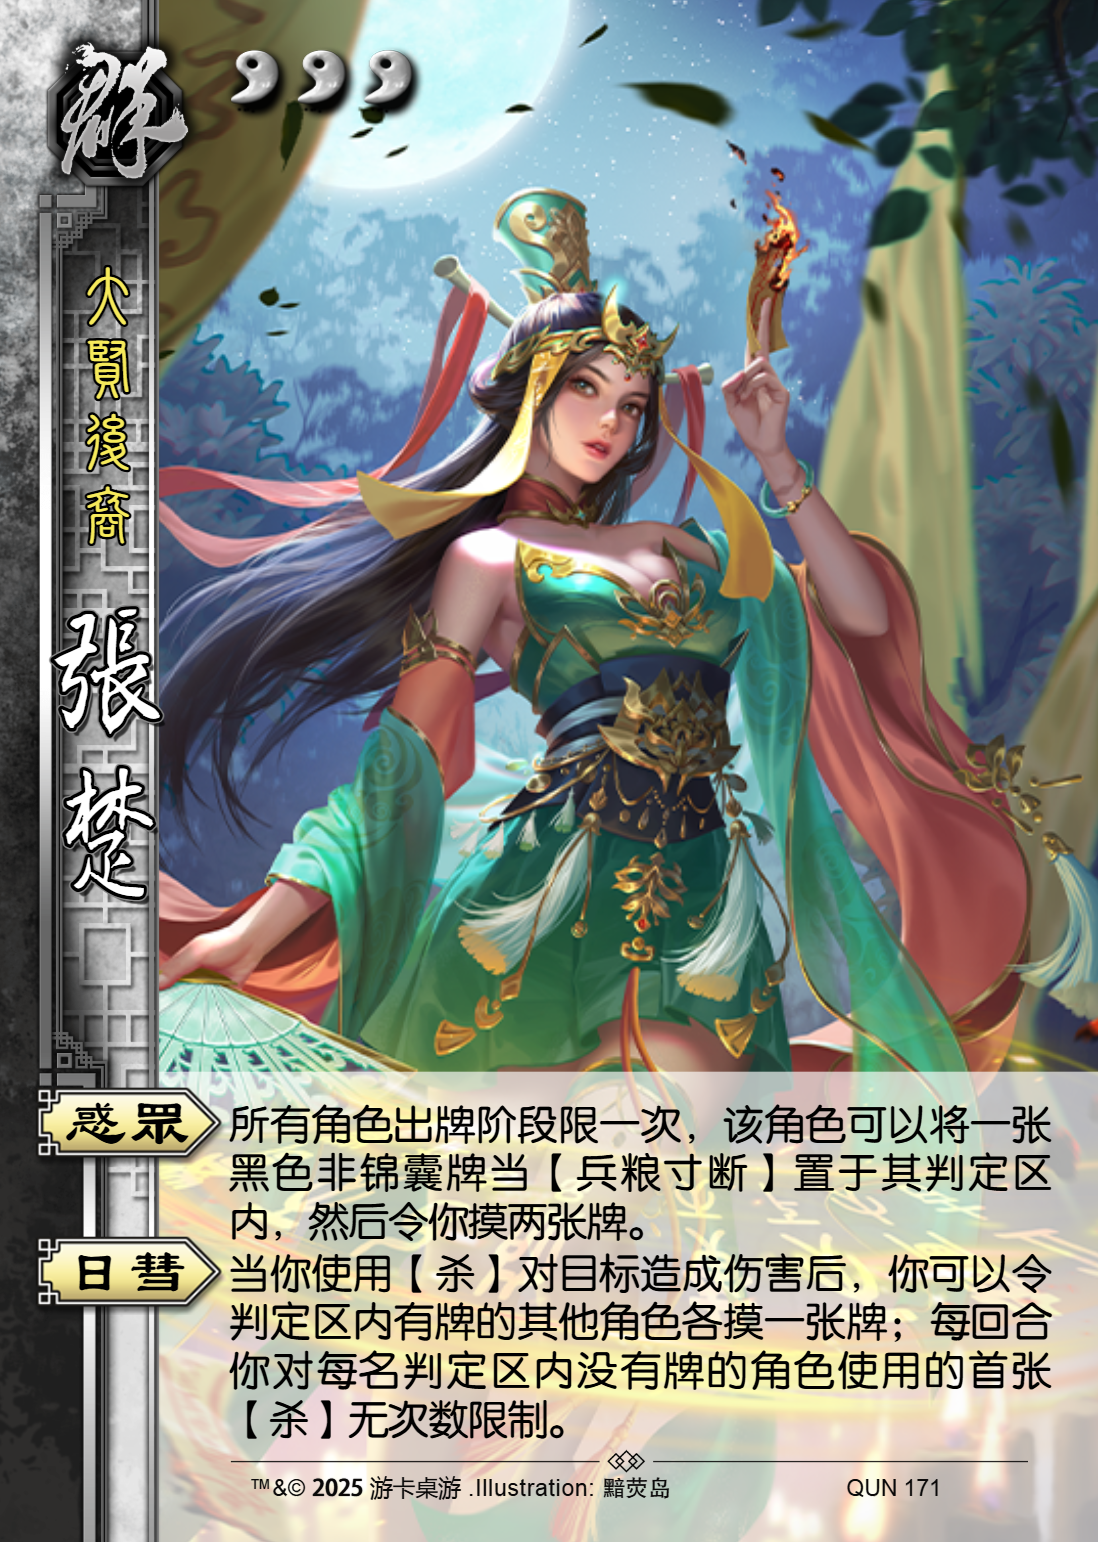 群
大賢後裔
張楚
惑眾
所有角色出牌阶段限一次，该角色可以将一张
黑色非锦囊牌当【兵粮寸断】置于其判定区
内，然后令你摸两张牌。
日彗
当你使用【杀】对目标造成伤害后，你可以令
判定区内有牌的其他角色各摸一张牌；每回合
你对每名判定区内没有牌的角色使用的首张
【杀】无次数限制。
™&© 2025 游卡桌游 .Illustration: 黯荧岛
QUN 171